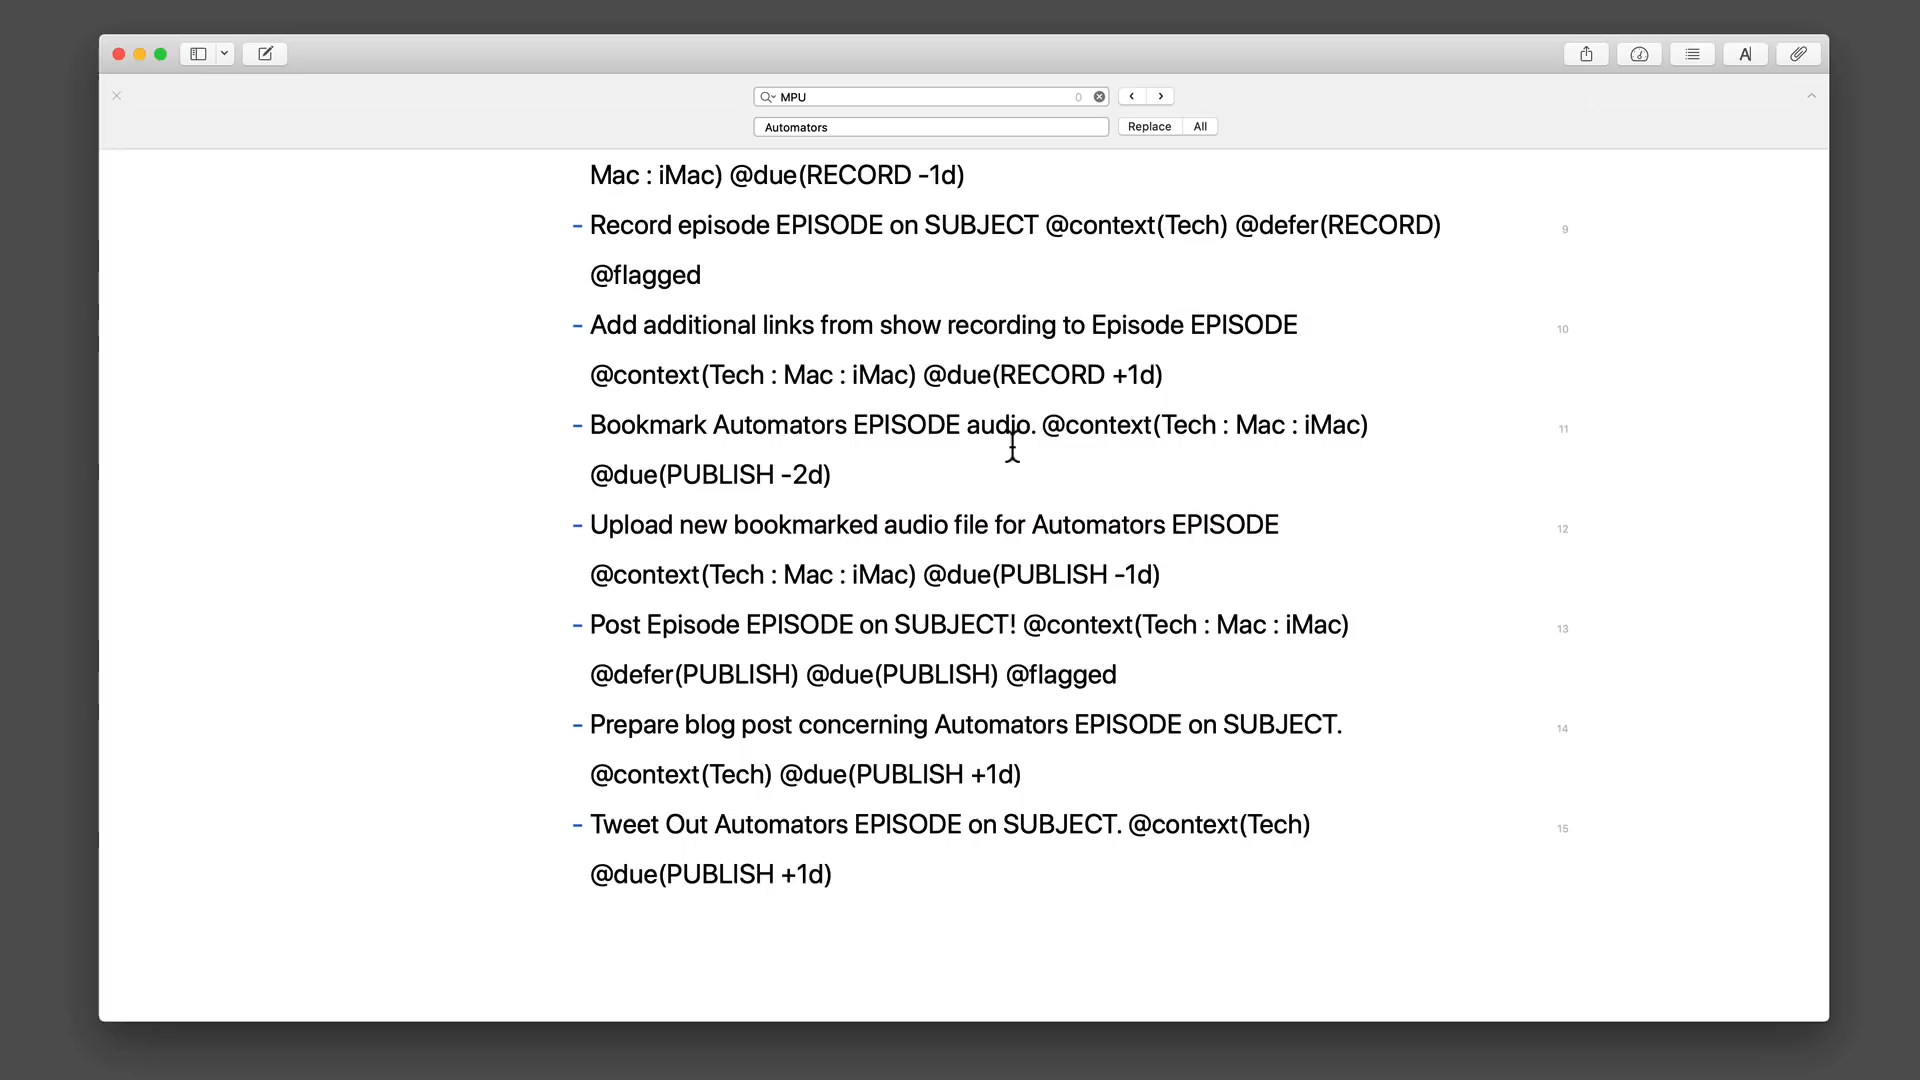 MPU 0
Automators Replace All
Mac : iMac) @due(RECORD -1d)
- Record episode EPISODE on SUBJECT @context(Tech) @defer(RECORD) 9
@flagged
- Add additional links from show recording to Episode EPISODE 10
@context(Tech : Mac : iMac) @due(RECORD +1d)
- Bookmark Automators EPISODE audio. @context(Tech : Mac : iMac) 11
@due(PUBLISH -2d)
- Upload new bookmarked audio file for Automators EPISODE 12
@context(Tech : Mac : iMac) @due(PUBLISH -1d)
- Post Episode EPISODE on SUBJECT! @context(Tech : Mac : iMac) 13
@defer(PUBLISH) @due(PUBLISH) @flagged
- Prepare blog post concerning Automators EPISODE on SUBJECT. 14
@context(Tech) @due(PUBLISH +1d)
- Tweet Out Automators EPISODE on SUBJECT. @context(Tech) 15
@due(PUBLISH +1d)